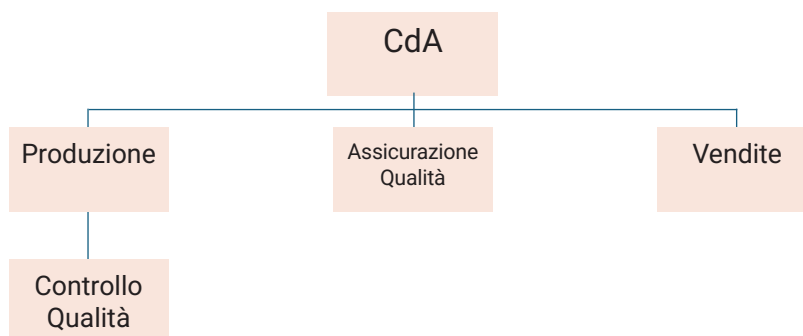 CdA
Produzione
Assicurazione
Qualità
Vendite
Controllo
Qualità